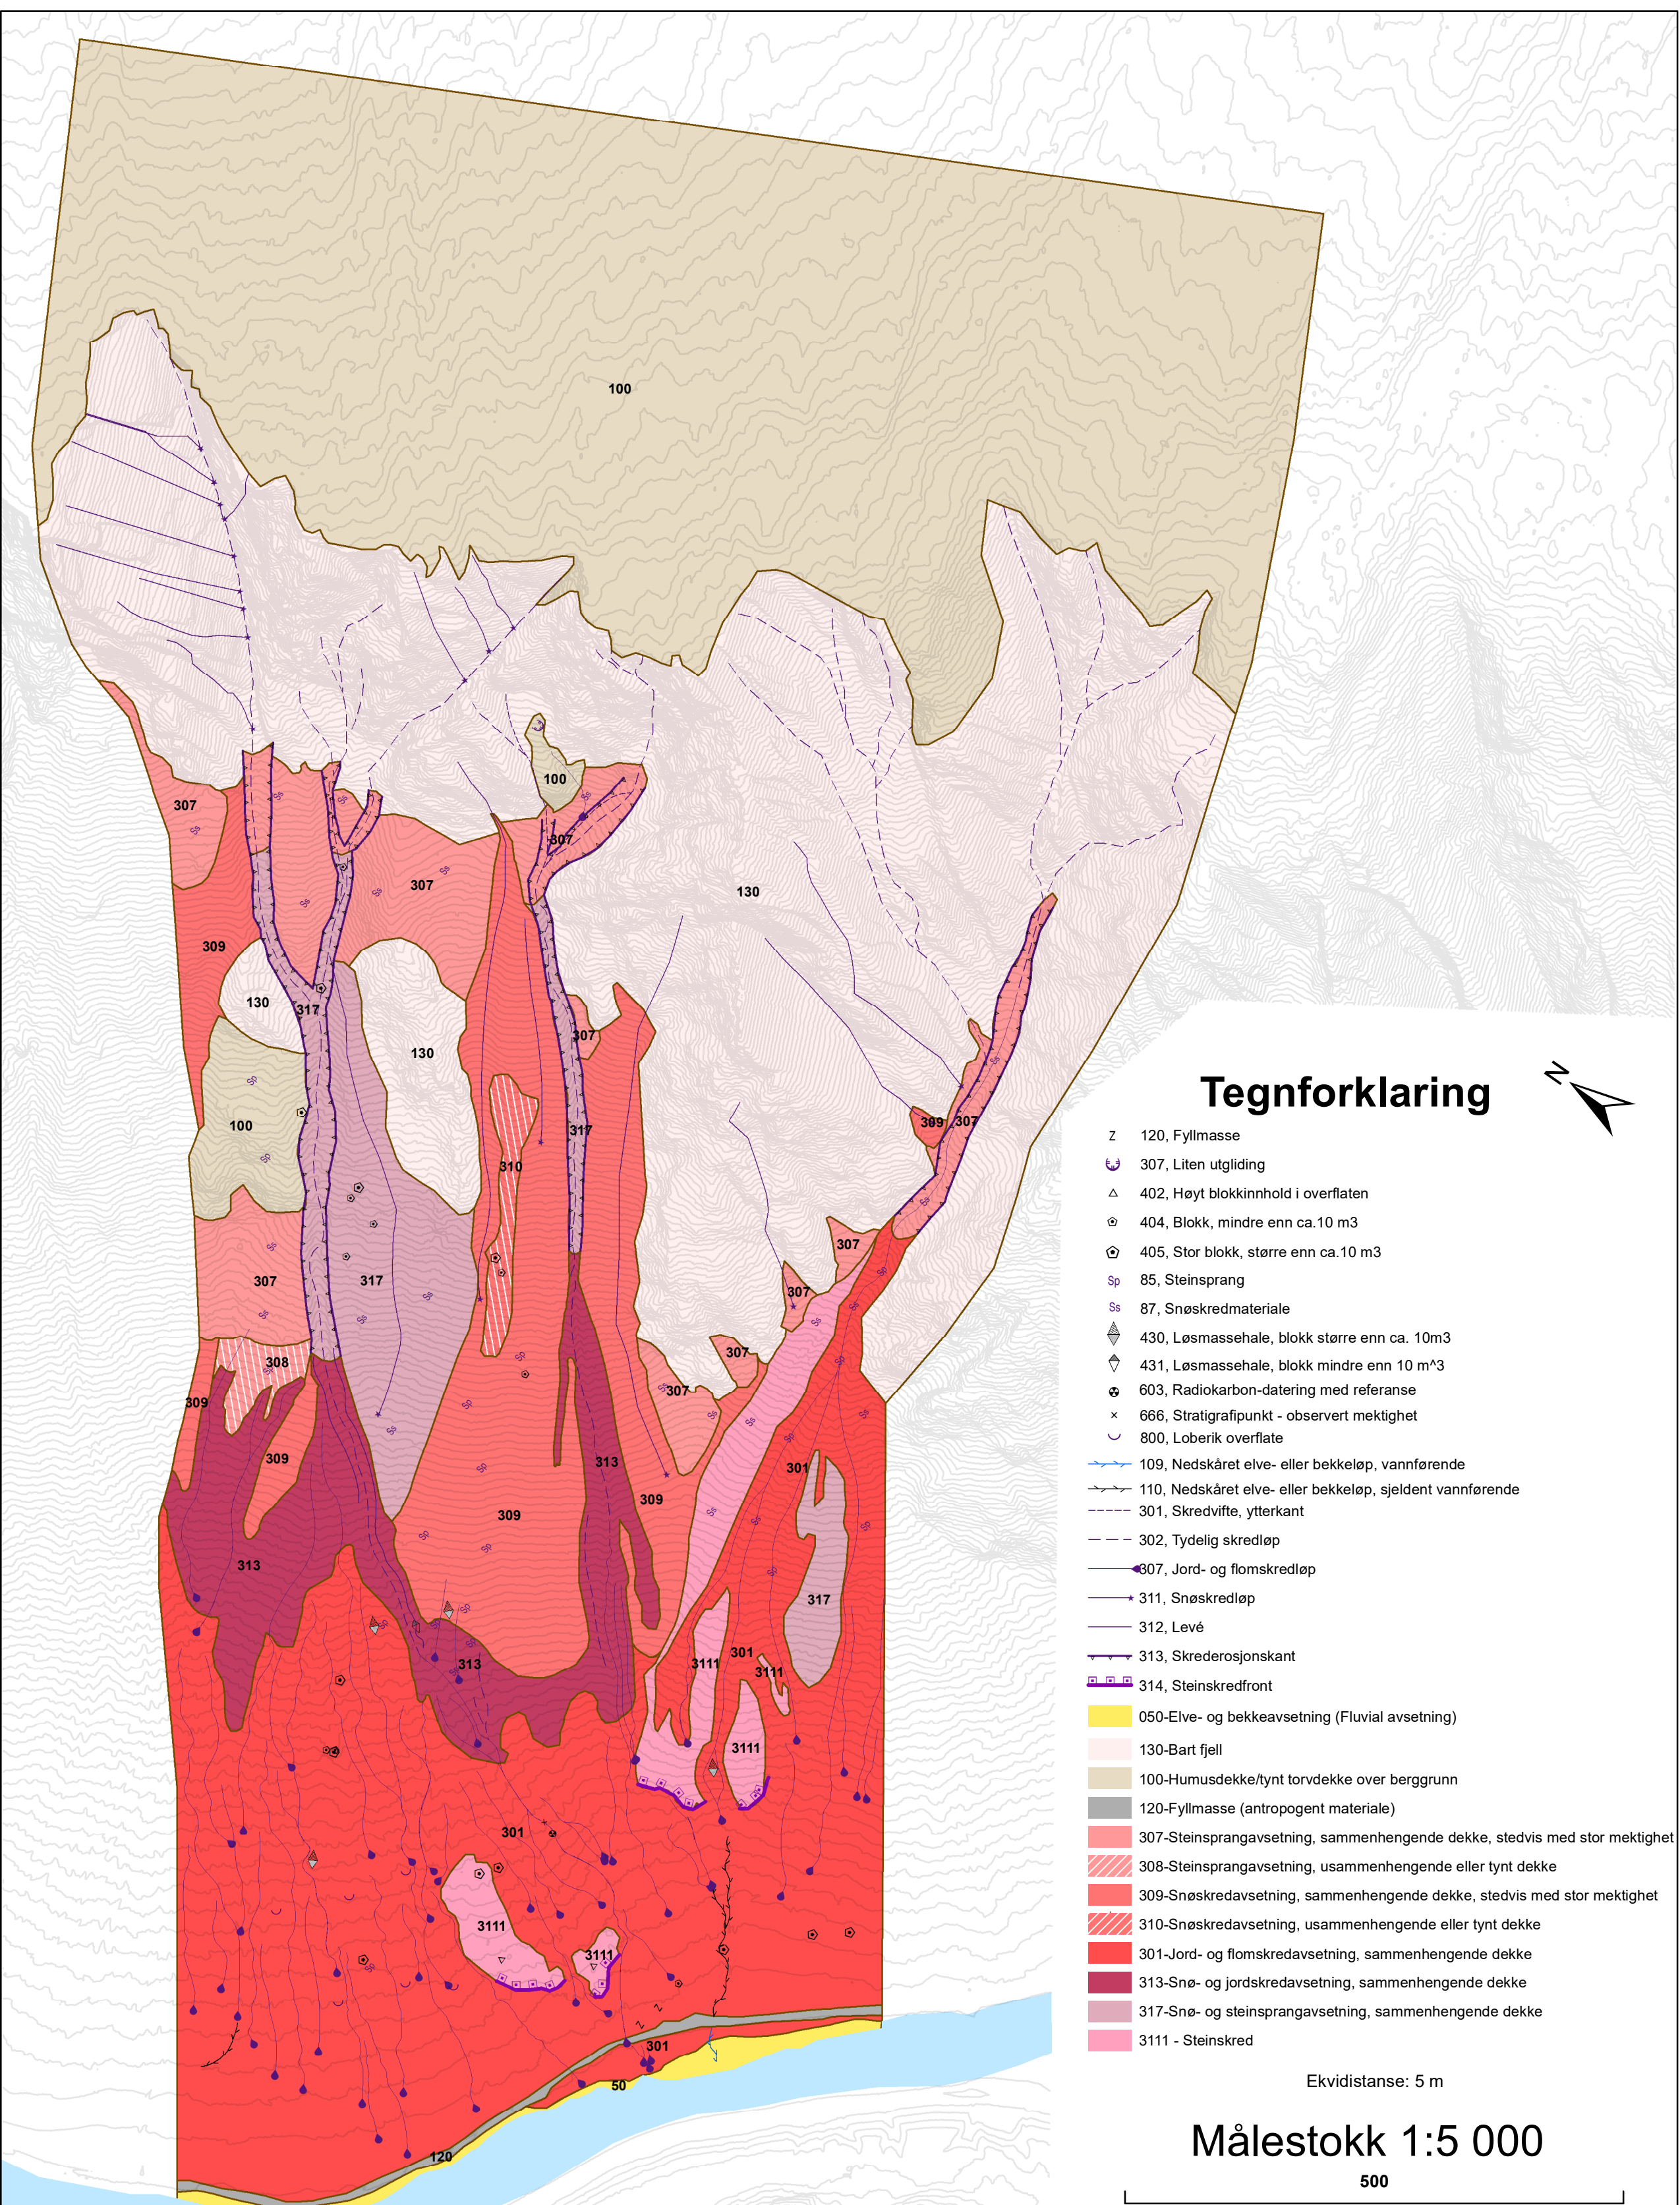 100
100
307
307
307
130
309
130
317
307
130
309
307
317
100
310
307
307
317
307
308
307
307
309
309
313
301
309
309
313
317
301
3111
313
3111
3111
301
3111
3111
301
50
120
Tegnforklaring
N
Z 120, Fyllmasse
307, Liten utgliding
402, Høyt blokkinnhold i overflaten
404, Blokk, mindre enn ca.10 m3
405, Stor blokk, større enn ca.10 m3
Sp 85, Steinsprang
Ss 87, Snøskredmateriale
430, Løsmassehale, blokk større enn ca. 10m3
431, Løsmassehale, blokk mindre enn 10 m^3
603, Radiokarbon-datering med referanse
666, Stratigrafipunkt - observert mektighet
800, Loberik overflate
109, Nedskåret elve- eller bekkeløp, vannførende
110, Nedskåret elve- eller bekkeløp, sjeldent vannførende
301, Skredvifte, ytterkant
302, Tydelig skredløp
307, Jord- og flomskredløp
311, Snøskredløp
312, Levé
313, Skrederosjonskant
314, Steinskredfront
050-Elve- og bekkeavsetning (Fluvial avsetning)
130-Bart fjell
100-Humusdekke/tynt torvdekke over berggrunn
120-Fyllmasse (antropogent materiale)
307-Steinsprangavsetning, sammenhengende dekke, stedvis med stor mektighet
308-Steinsprangavsetning, usammenhengende eller tynt dekke
309-Snøskredavsetning, sammenhengende dekke, stedvis med stor mektighet
310-Snøskredavsetning, usammenhengende eller tynt dekke
301-Jord- og flomskredavsetning, sammenhengende dekke
313-Snø- og jordskredavsetning, sammenhengende dekke
317-Snø- og steinsprangavsetning, sammenhengende dekke
3111 - Steinskred
Ekvidistanse: 5 m
Målestokk 1:5 000
500